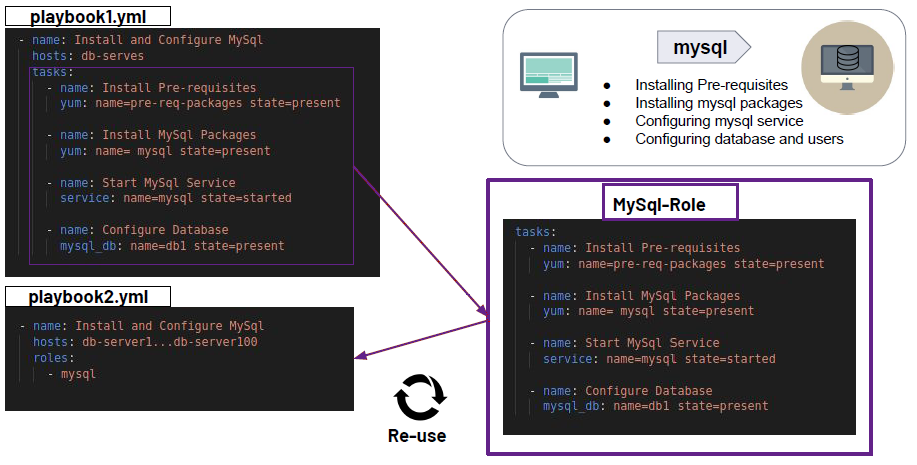 playbook1.yml
- name: Install and Configure MySql
hosts: db-serves
tasks:
- name: Install Pre-requisites
yum: name=pre-req-packages state=present
- name: Install MySql Packages
yum: name= mysql state=present
- name: Start MySql Service
service: name=mysql state=started
- name: Configure Database
mysql_db: name=db1 state=present
mysql
● Installing Pre-requisites
● Installing mysql packages
● Configuring mysql service
● Configuring database and users
MySql-Role
tasks:
- name: Install Pre-requisites
yum: name=pre-req-packages state=present
- name: Install MySql Packages
yum: name= mysql state=present
- name: Start MySql Service
service: name=mysql state=started
- name: Configure Database
mysql_db: name=db1 state=present
playbook2.yml
- name: Install and Configure MySql
hosts: db-server1...db-server100
roles:
- mysql
Re-use